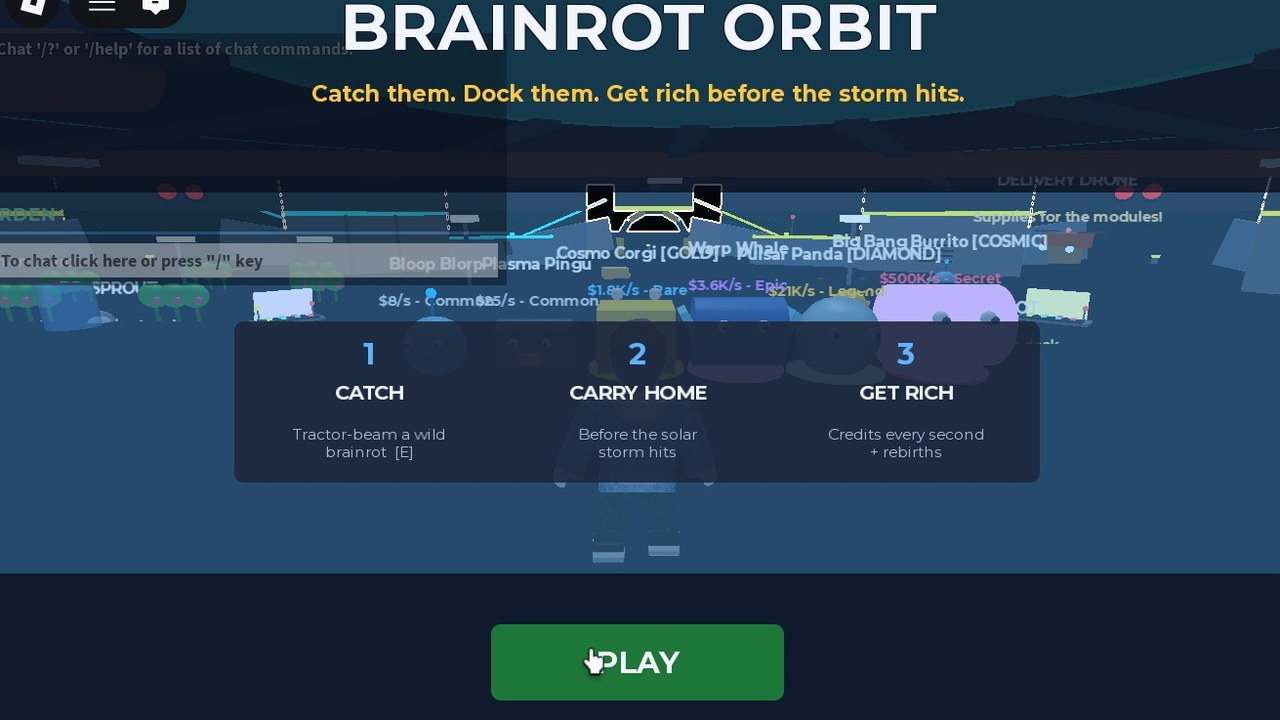 BRAINROT ORBIT
Chat '/?' or '/help' for a list of chat commands.
Catch them. Dock them. Get rich before the storm hits.
DELIVERY DRONE
RDEN
Supplies for the modules!
To chat click here or press "/" key
Bloop Blorp
Plasma Pingu
Cosmo Corgi [GOLD]
Warp Whale
Pulsar Panda [DIAMOND]
Big Bang Burrito [COSMIC]
SPROUT
$8/s - Common
$25/s - Common
$1.8K/s - Rare
$3.6K/s - Epic
$21K/s - Legend
$500K/s - Secret
1
CATCH
Tractor-beam a wild
brainrot [E]
2
CARRY HOME
Before the solar
storm hits
3
GET RICH
Credits every second
+ rebirths
PLAY